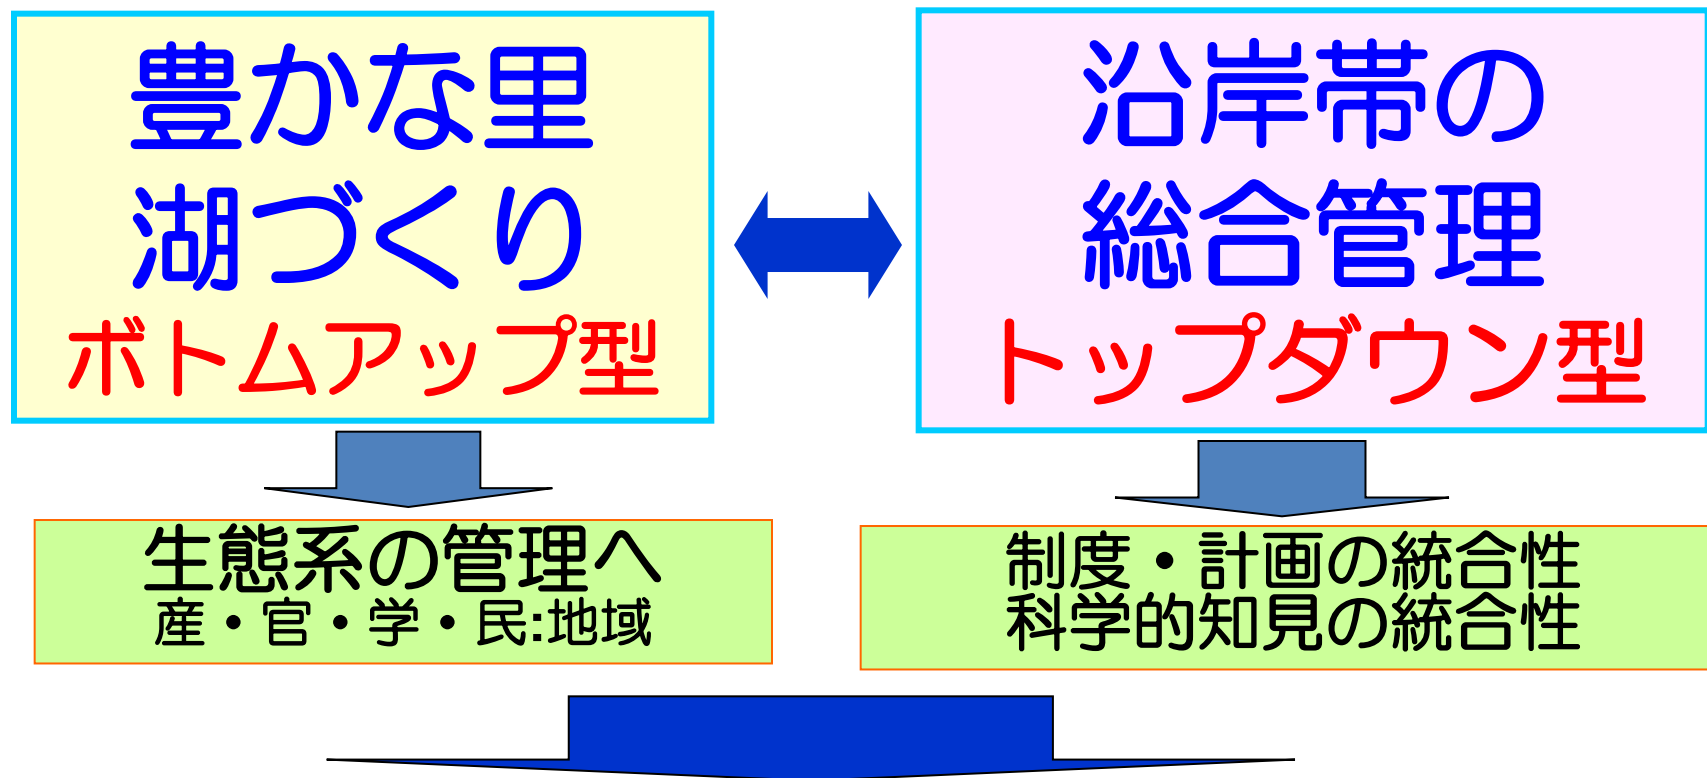 豊かな里
湖づくり
ボトムアップ型
沿岸帯の
総合管理
トップダウン型
生態系の管理へ
産・官・学・民:地域
制度・計画の統合性
科学的知見の統合性